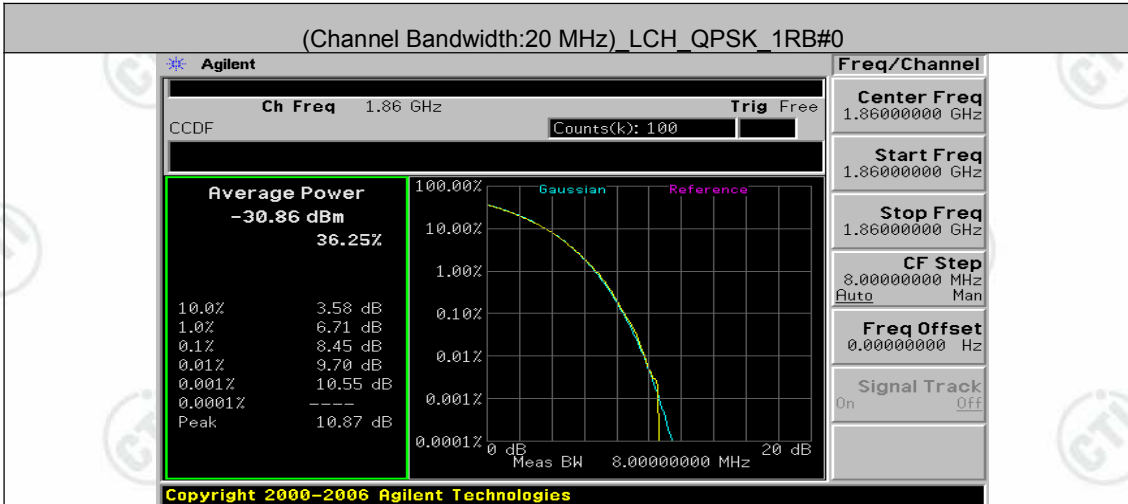 (Channel Bandwidth:20 MHz)_LCH_QPSK_1RB#0
Agilent
Freq/Channel
Ch Freq 1.86 GHz Trig Free
CCDF Counts(k): 100
Average Power
-30.86 dBm
36.25%
10.0% 3.58 dB
1.0% 6.71 dB
0.1% 8.45 dB
0.01% 9.70 dB
0.001% 10.55 dB
0.0001% ----
Peak 10.87 dB
Gaussian Reference
100.00%
10.00%
1.00%
0.10%
0.01%
0.001%
0.0001%
0 dB 20 dB
Meas BW 8.00000000 MHz
Center Freq
1.86000000 GHz
Start Freq
1.86000000 GHz
Stop Freq
1.86000000 GHz
CF Step
8.00000000 MHz
Auto Man
Freq Offset
0.00000000 Hz
Signal Track
On Off
Copyright 2000-2006 Agilent Technologies
CTI
CTI
CTI
CTI